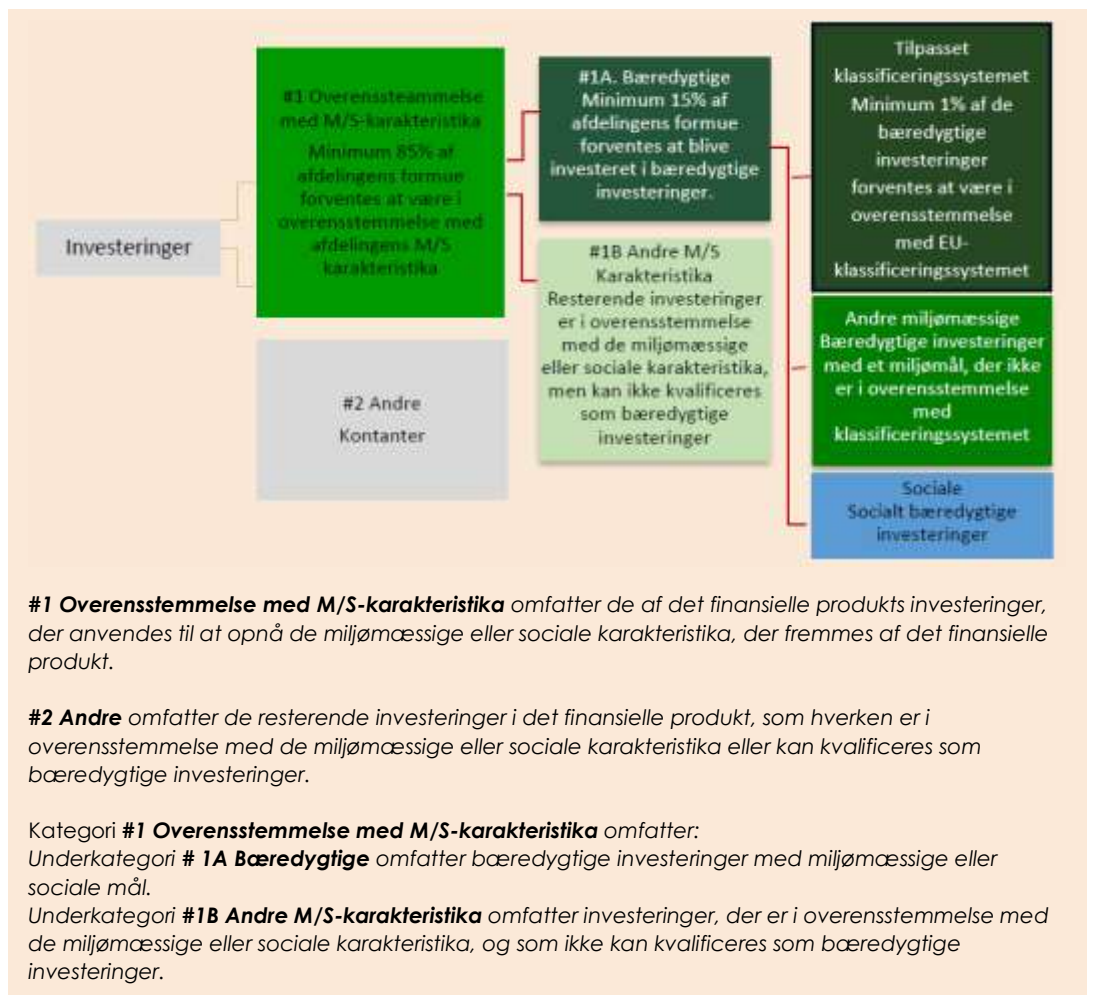 Investeringer
#1 Overenssteammelse
med M/S-karakteristika
Minimum 85% af
afdelingens formue
forventes at være i
overensstemmelse med
afdelingens M/S
karakteristika
#2 Andre
Kontanter
#1A. Bæredygtige
Minimum 15% af
afdelingens formue
forventes at blive
investeret i bæredygtige
investeringer.
#1B Andre M/S
Karakteristika
Resterende investeringer
er i overensstemmelse
med de miljømæssige
eller sociale karakteristika,
men kan ikke kvalificeres
som bæredygtige
investeringer
Tilpasset
klassificeringssystemet
Minimum 1% af de
bæredygtige
investeringer
forventes at være i
overensstemmelse
med EU-
klassificeringssystemet
Andre miljømæssige
Bæredygtige investeringer
med et miljømål, der ikke
er i overensstemmelse
med
klassificeringssystemet
Sociale
Socialt bæredygtige
investeringer
#1 Overensstemmelse med M/S-karakteristika omfatter de af det finansielle produkts investeringer,
der anvendes til at opnå de miljømæssige eller sociale karakteristika, der fremmes af det finansielle
produkt.
#2 Andre omfatter de resterende investeringer i det finansielle produkt, som hverken er i
overensstemmelse med de miljømæssige eller sociale karakteristika eller kan kvalificeres som
bæredygtige investeringer.
Kategori #1 Overensstemmelse med M/S-karakteristika omfatter:
Underkategori # 1A Bæredygtige omfatter bæredygtige investeringer med miljømæssige eller
sociale mål.
Underkategori #1B Andre M/S-karakteristika omfatter investeringer, der er i overensstemmelse med
de miljømæssige eller sociale karakteristika, og som ikke kan kvalificeres som bæredygtige
investeringer.